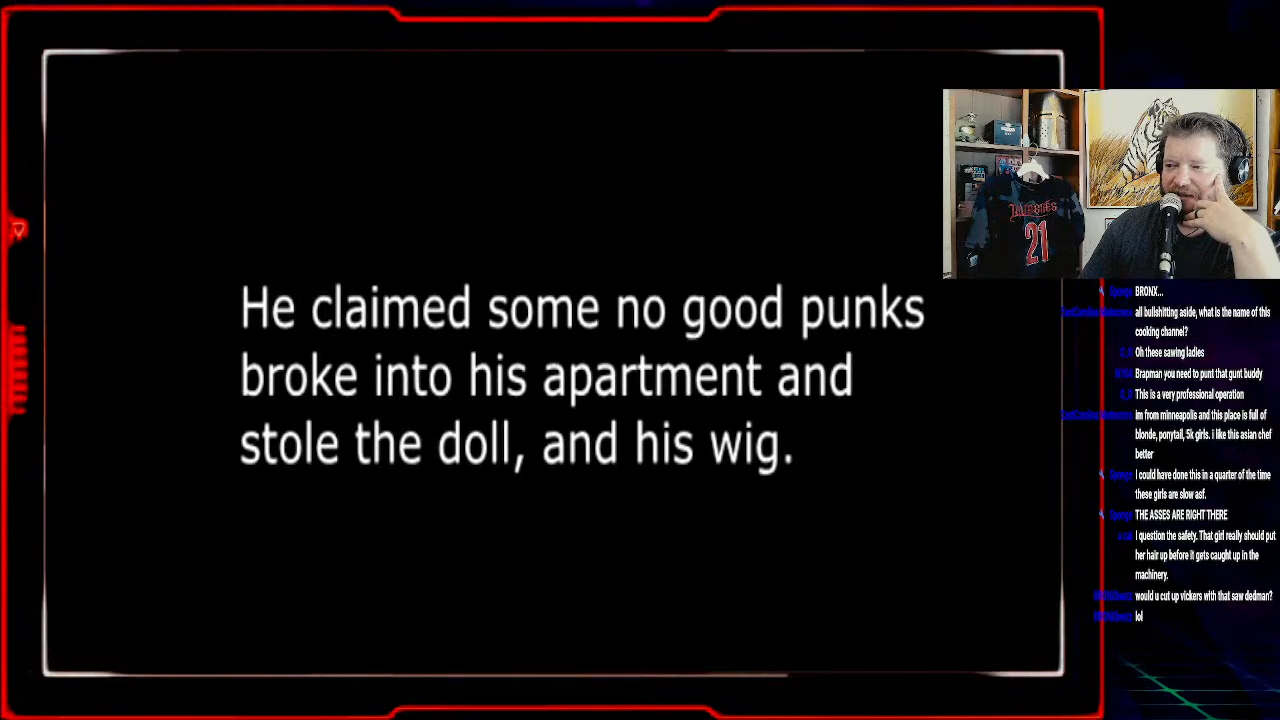 He claimed some no good punks
broke into his apartment and
stole the doll, and his wig.
21
Sponge BRONX...
all bullshitting aside, what is the name of this
cooking channel?
Oh these sawing ladies
Brapman you need to punt that gunt buddy
This is a very professional operation
im from minneapolis and this place is full of
blonde, ponytail, 5k girls. i like this asian chef
better
Sponge I could have done this in a quarter of the time
these girls are slow asf.
Sponge THE ASSES ARE RIGHT THERE
I question the safety. That girl really should put
her hair up before it gets caught up in the
machinery.
would u cut up vickers with that saw dedman?
lol